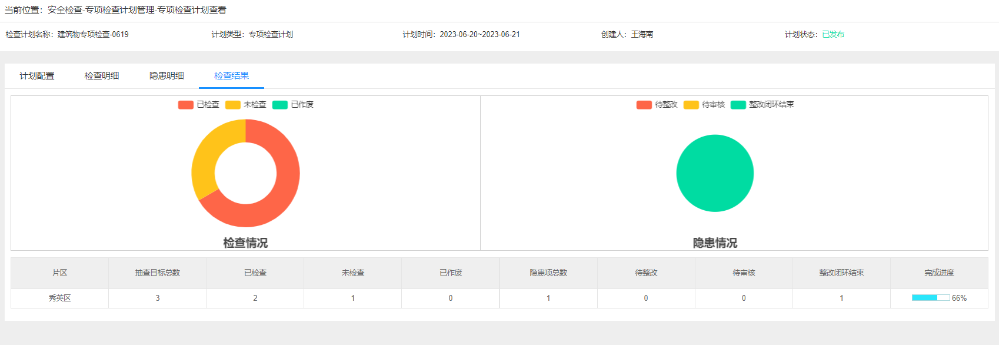 当前位置：安全检查-专项检查计划管理-专项检查计划查看
检查计划名称：建筑物专项检查-0619 计划类型：专项检查计划 计划时间：2023-06-20~2023-06-21 创建人：王海南 计划状态：已发布
计划配置 检查明细 隐患明细 检查结果
已检查 未检查 已作废 待整改 待审核 整改闭环结束
检查情况 隐患情况
片区 抽查目标总数 已检查 未检查 已作废 隐患项总数 待整改 待审核 整改闭环结束 完成进度
秀英区 3 2 1 0 1 0 0 1 66%